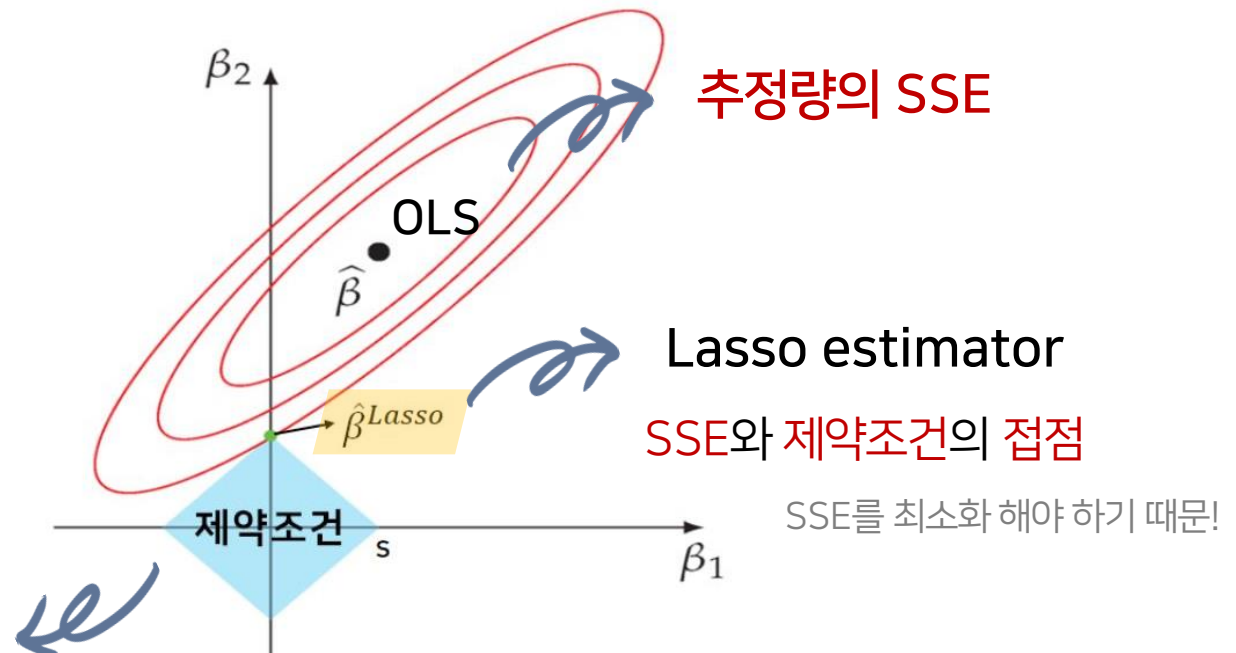 β₂
추정량의 SSE
OLS
β̂
Lasso estimator
β̂ᴸᵃˢˢᵒ
SSE와 제약조건의 접점
SSE를 최소화 해야 하기 때문!
제약조건
s
β₁